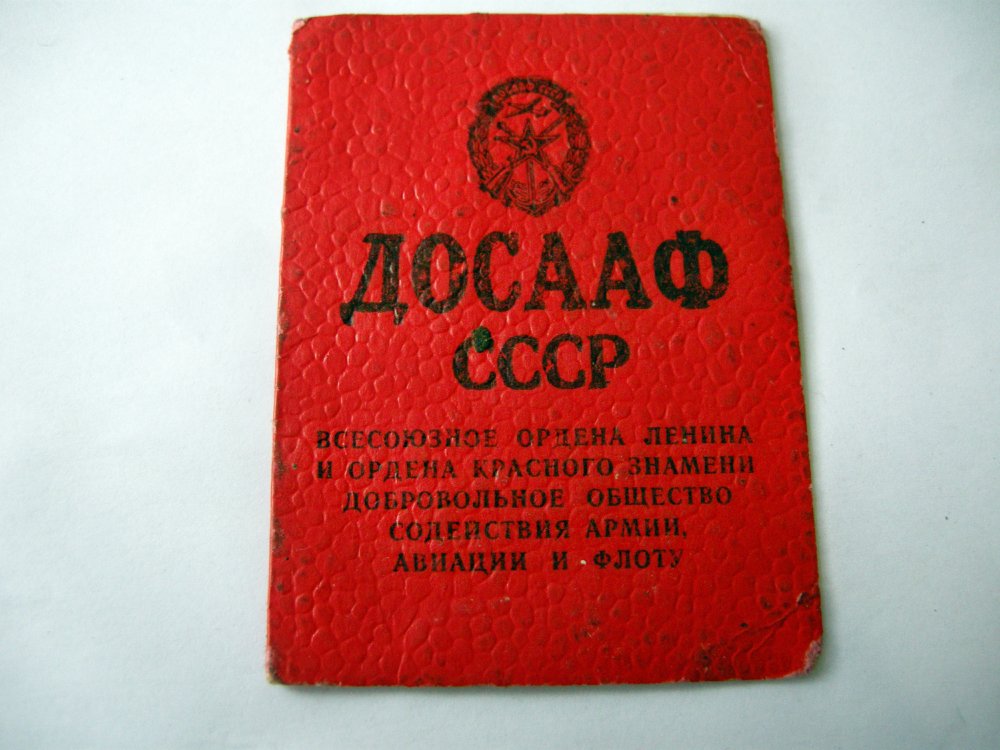 ДОСААФ
СССР
ВСЕСОЮЗНОЕ ОРДЕНА ЛЕНИНА
И ОРДЕНА КРАСНОГО ЗНАМЕНИ
ДОБРОВОЛЬНОЕ ОБЩЕСТВО
СОДЕЙСТВИЯ АРМИИ,
АВИАЦИИ И ФЛОТУ